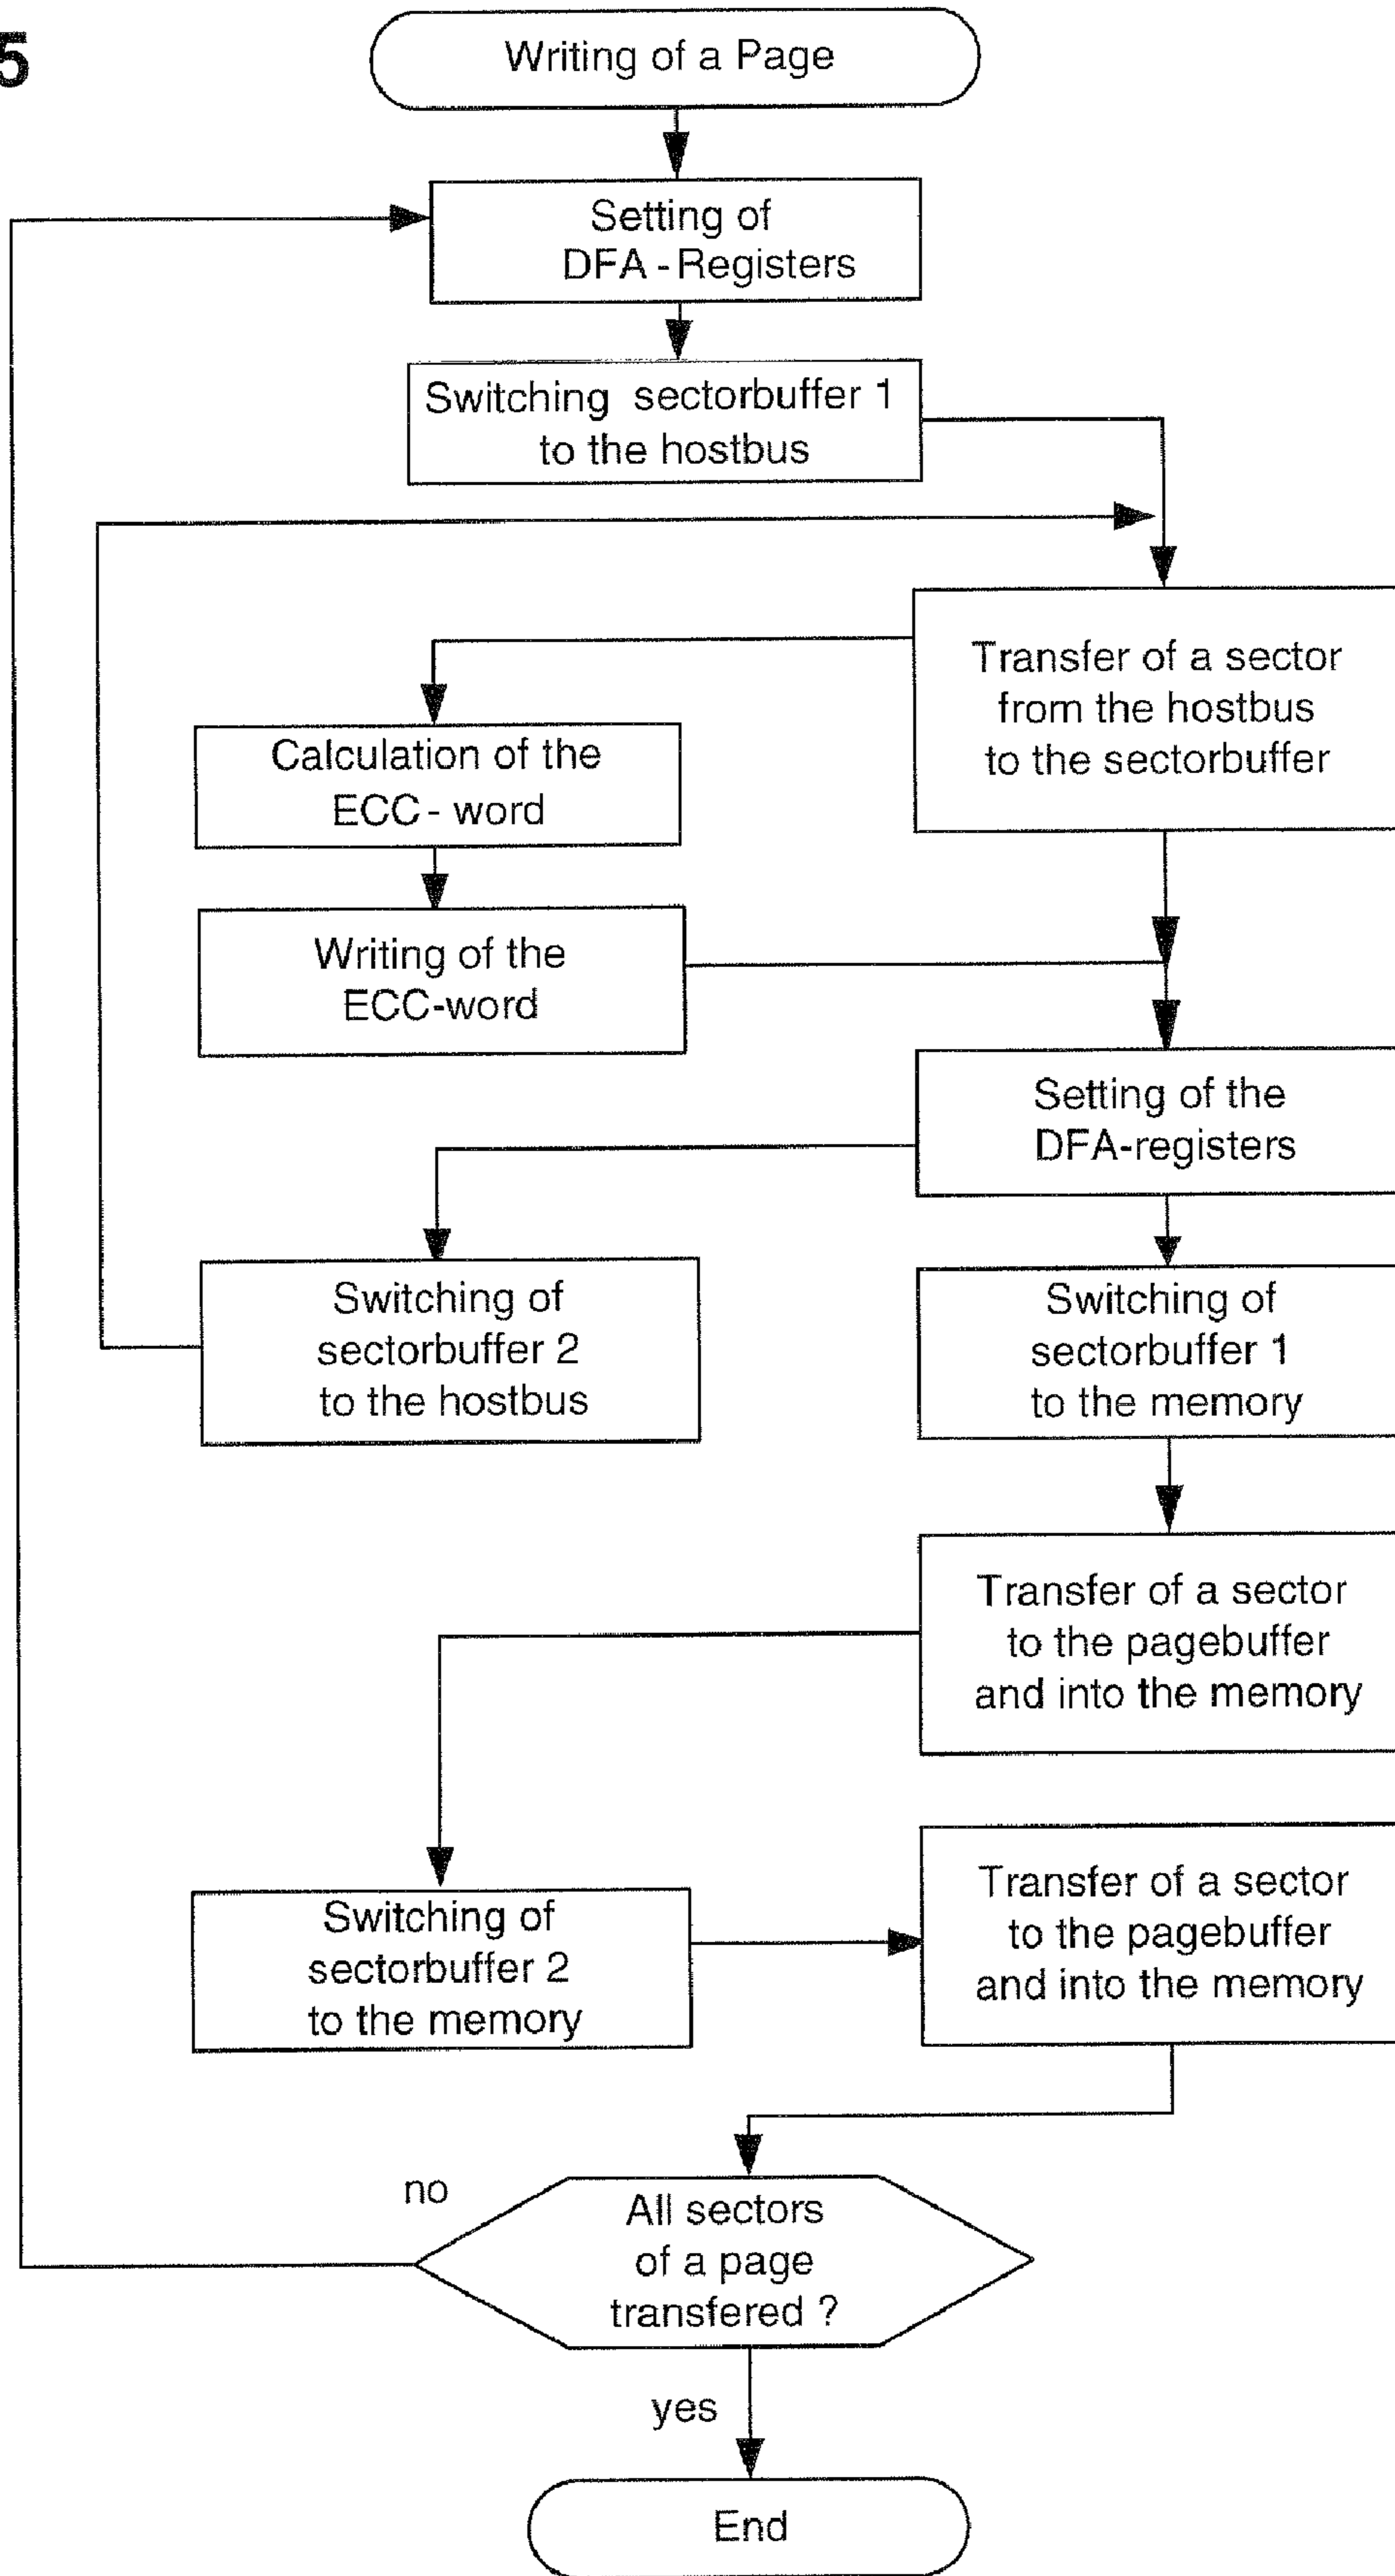 5
Writing of a Page
Setting of
DFA - Registers
Switching sectorbuffer 1
to the hostbus
Transfer of a sector
from the hostbus
to the sectorbuffer
Calculation of the
ECC - word
Writing of the
ECC-word
Setting of the
DFA-registers
Switching of
sectorbuffer 2
to the hostbus
Switching of
sectorbuffer 1
to the memory
Transfer of a sector
to the pagebuffer
and into the memory
Switching of
sectorbuffer 2
to the memory
Transfer of a sector
to the pagebuffer
and into the memory
no
All sectors
of a page
transfered ?
yes
End